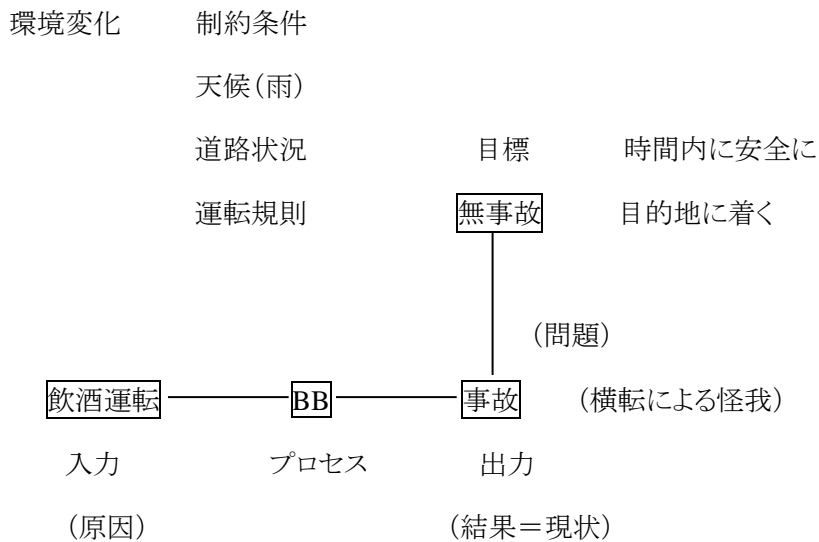 環境変化 制約条件
天候(雨)
道路状況 目標 時間内に安全に
運転規則 無事故 目的地に着く
(問題)
飲酒運転 BB 事故 (横転による怪我)
入力 プロセス 出力
(原因) (結果=現状)